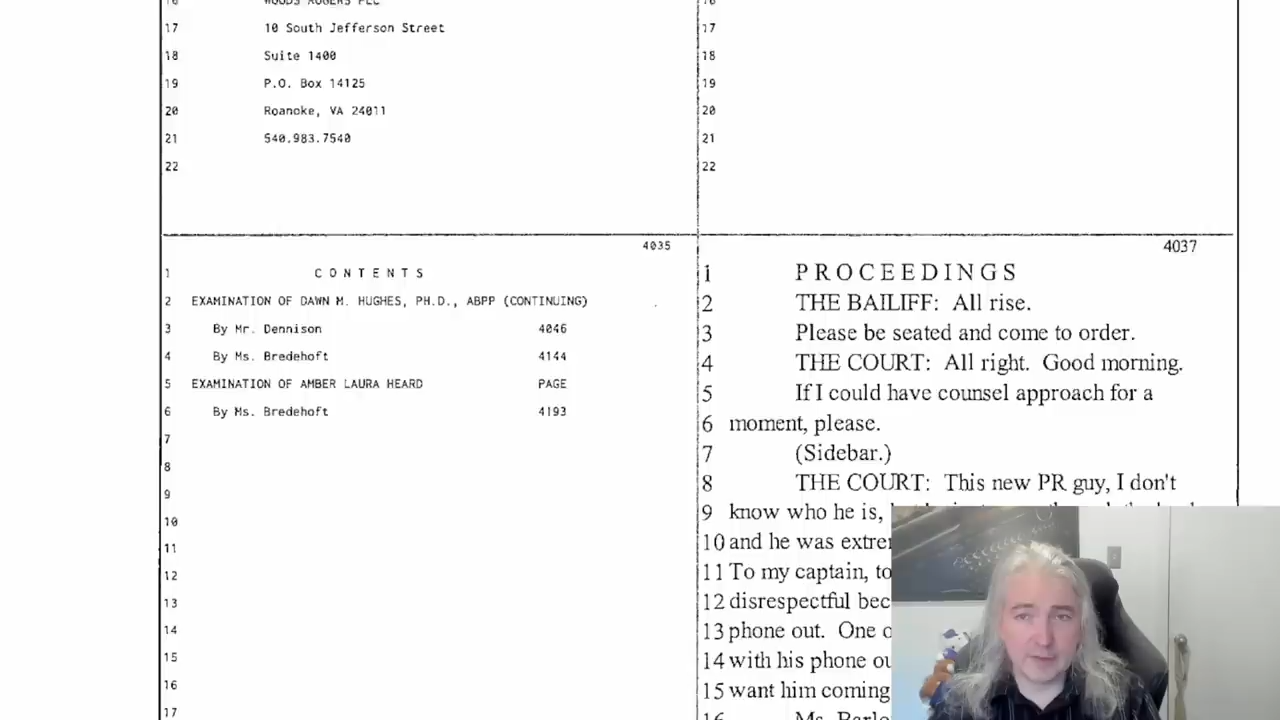 WOODS ROGERS PLC
17 10 South Jefferson Street
18 Suite 1400
19 P.O. Box 14125
20 Roanoke, VA 24011
21 540.983.7540
22
16
17
18
19
20
21
22
4035
1 C O N T E N T S
2 EXAMINATION OF DAWN M. HUGHES, PH.D., ABPP (CONTINUING)
3 By Mr. Dennison 4046
4 By Ms. Bredehoft 4144
5 EXAMINATION OF AMBER LAURA HEARD PAGE
6 By Ms. Bredehoft 4193
7
8
9
10
11
12
13
14
15
16
17
4037
1 P R O C E E D I N G S
2 THE BAILIFF: All rise.
3 Please be seated and come to order.
4 THE COURT: All right. Good morning.
5 If I could have counsel approach for a
6 moment, please.
7 (Sidebar.)
8 THE COURT: This new PR guy, I don't
9 know who he is,
10 and he was
11 To my captain, to
12 disrespectful
13 phone out. One
14 with his phone
15 want him coming
16 Ms.